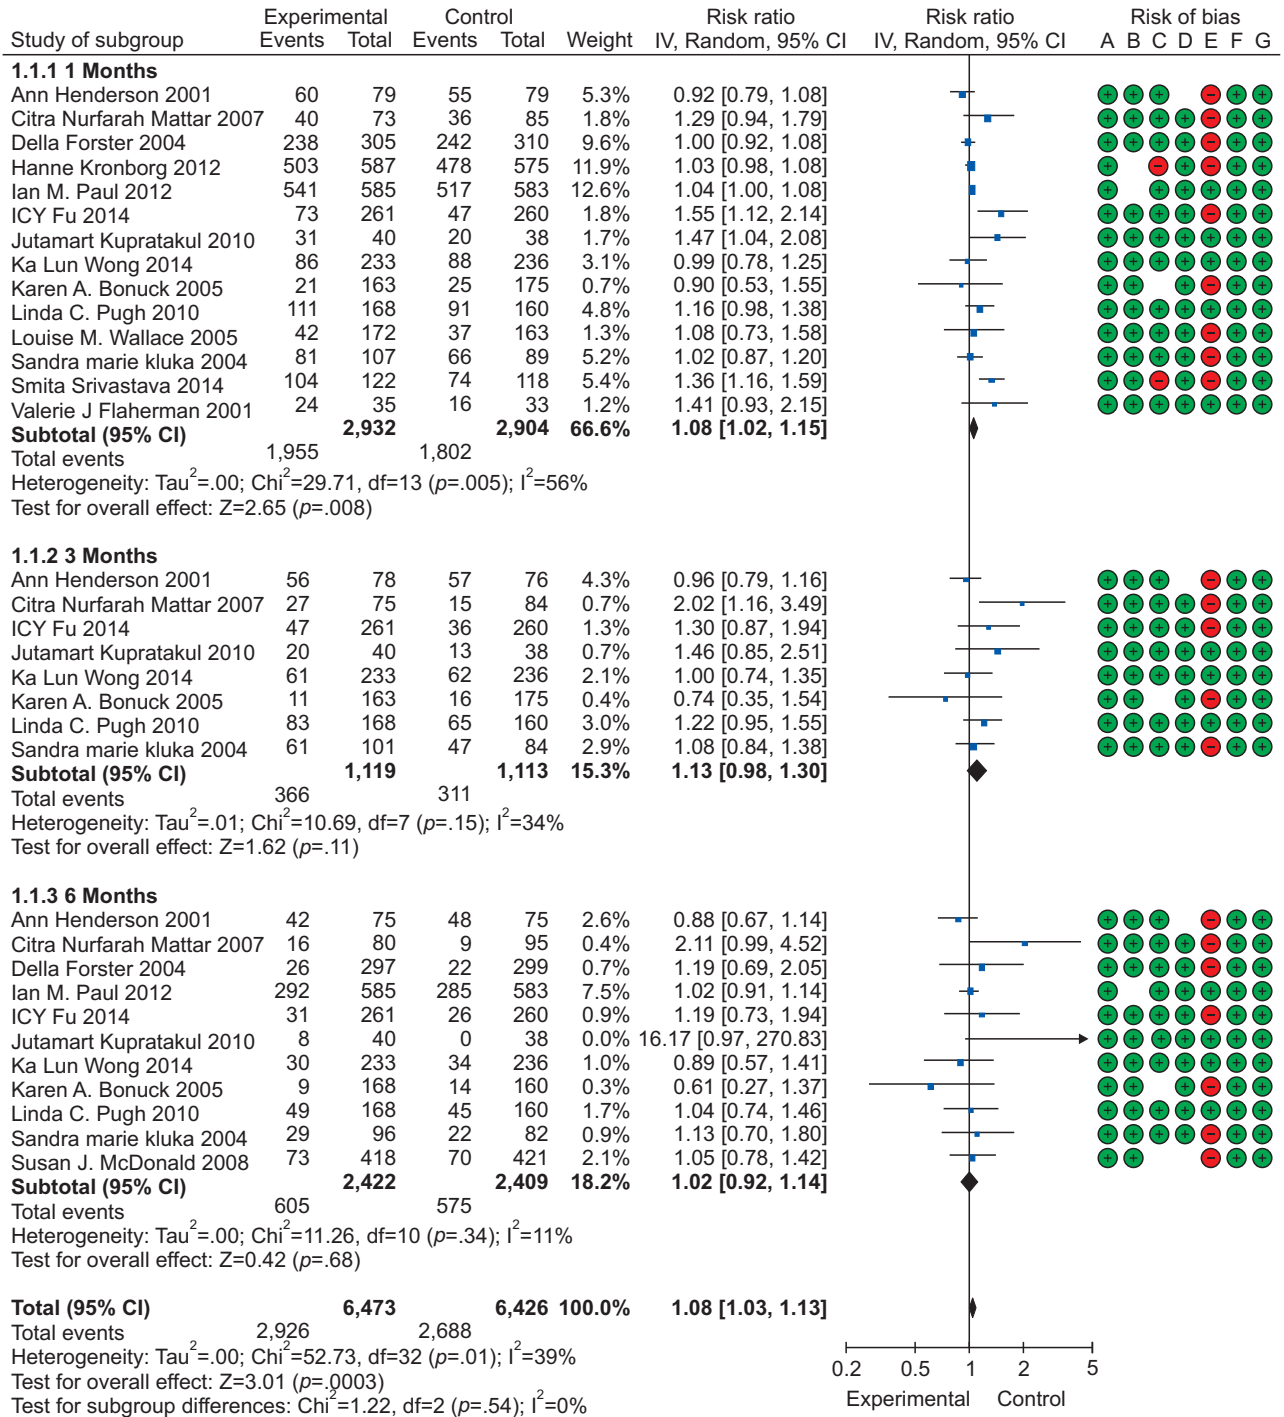 Experimental Control Risk ratio Risk ratio Risk of bias
Study of subgroup Events Total Events Total Weight IV, Random, 95% CI IV, Random, 95% CI A B C D E F G
1.1.1 1 Months
Ann Henderson 2001 60 79 55 79 5.3% 0.92 [0.79, 1.08] + + + − + +
Citra Nurfarah Mattar 2007 40 73 36 85 1.8% 1.29 [0.94, 1.79] + + + + − + +
Della Forster 2004 238 305 242 310 9.6% 1.00 [0.92, 1.08] + + + + − + +
Hanne Kronborg 2012 503 587 478 575 11.9% 1.03 [0.98, 1.08] + − + − + +
Ian M. Paul 2012 541 585 517 583 12.6% 1.04 [1.00, 1.08] + + + + + +
ICY Fu 2014 73 261 47 260 1.8% 1.55 [1.12, 2.14] + + + + − + +
Jutamart Kupratakul 2010 31 40 20 38 1.7% 1.47 [1.04, 2.08] + + + + + + +
Ka Lun Wong 2014 86 233 88 236 3.1% 0.99 [0.78, 1.25] + + + + + + +
Karen A. Bonuck 2005 21 163 25 175 0.7% 0.90 [0.53, 1.55] + + + − + +
Linda C. Pugh 2010 111 168 91 160 4.8% 1.16 [0.98, 1.38] + + + + + + +
Louise M. Wallace 2005 42 172 37 163 1.3% 1.08 [0.73, 1.58] + + + + − + +
Sandra marie kluka 2004 81 107 66 89 5.2% 1.02 [0.87, 1.20] + + + + − + +
Smita Srivastava 2014 104 122 74 118 5.4% 1.36 [1.16, 1.59] + + − + − + +
Valerie J Flaherman 2001 24 35 16 33 1.2% 1.41 [0.93, 2.15] + + + + + + +
Subtotal (95% CI) 2,932 2,904 66.6% 1.08 [1.02, 1.15]
Total events 1,955 1,802
Heterogeneity: Tau²=.00; Chi²=29.71, df=13 (p=.005); I²=56%
Test for overall effect: Z=2.65 (p=.008)
1.1.2 3 Months
Ann Henderson 2001 56 78 57 76 4.3% 0.96 [0.79, 1.16] + + + − + +
Citra Nurfarah Mattar 2007 27 75 15 84 0.7% 2.02 [1.16, 3.49] + + + + − + +
ICY Fu 2014 47 261 36 260 1.3% 1.30 [0.87, 1.94] + + + + − + +
Jutamart Kupratakul 2010 20 40 13 38 0.7% 1.46 [0.85, 2.51] + + + + + + +
Ka Lun Wong 2014 61 233 62 236 2.1% 1.00 [0.74, 1.35] + + + + + + +
Karen A. Bonuck 2005 11 163 16 175 0.4% 0.74 [0.35, 1.54] + + + − + +
Linda C. Pugh 2010 83 168 65 160 3.0% 1.22 [0.95, 1.55] + + + + + + +
Sandra marie kluka 2004 61 101 47 84 2.9% 1.08 [0.84, 1.38] + + + + − + +
Subtotal (95% CI) 1,119 1,113 15.3% 1.13 [0.98, 1.30]
Total events 366 311
Heterogeneity: Tau²=.01; Chi²=10.69, df=7 (p=.15); I²=34%
Test for overall effect: Z=1.62 (p=.11)
1.1.3 6 Months
Ann Henderson 2001 42 75 48 75 2.6% 0.88 [0.67, 1.14] + + + − + +
Citra Nurfarah Mattar 2007 16 80 9 95 0.4% 2.11 [0.99, 4.52] + + + + − + +
Della Forster 2004 26 297 22 299 0.7% 1.19 [0.69, 2.05] + + + + − + +
Ian M. Paul 2012 292 585 285 583 7.5% 1.02 [0.91, 1.14] + + + + + +
ICY Fu 2014 31 261 26 260 0.9% 1.19 [0.73, 1.94] + + + + − + +
Jutamart Kupratakul 2010 8 40 0 38 0.0% 16.17 [0.97, 270.83] + + + + + + +
Ka Lun Wong 2014 30 233 34 236 1.0% 0.89 [0.57, 1.41] + + + + + + +
Karen A. Bonuck 2005 9 168 14 160 0.3% 0.61 [0.27, 1.37] + + + − + +
Linda C. Pugh 2010 49 168 45 160 1.7% 1.04 [0.74, 1.46] + + + + + + +
Sandra marie kluka 2004 29 96 22 82 0.9% 1.13 [0.70, 1.80] + + + + − + +
Susan J. McDonald 2008 73 418 70 421 2.1% 1.05 [0.78, 1.42] + + − + +
Subtotal (95% CI) 2,422 2,409 18.2% 1.02 [0.92, 1.14]
Total events 605 575
Heterogeneity: Tau²=.00; Chi²=11.26, df=10 (p=.34); I²=11%
Test for overall effect: Z=0.42 (p=.68)
Total (95% CI) 6,473 6,426 100.0% 1.08 [1.03, 1.13]
Total events 2,926 2,688
Heterogeneity: Tau²=.00; Chi²=52.73, df=32 (p=.01); I²=39%
Test for overall effect: Z=3.01 (p=.0003)
Test for subgroup differences: Chi²=1.22, df=2 (p=.54); I²=0%
0.2 0.5 1 2 5
Experimental Control